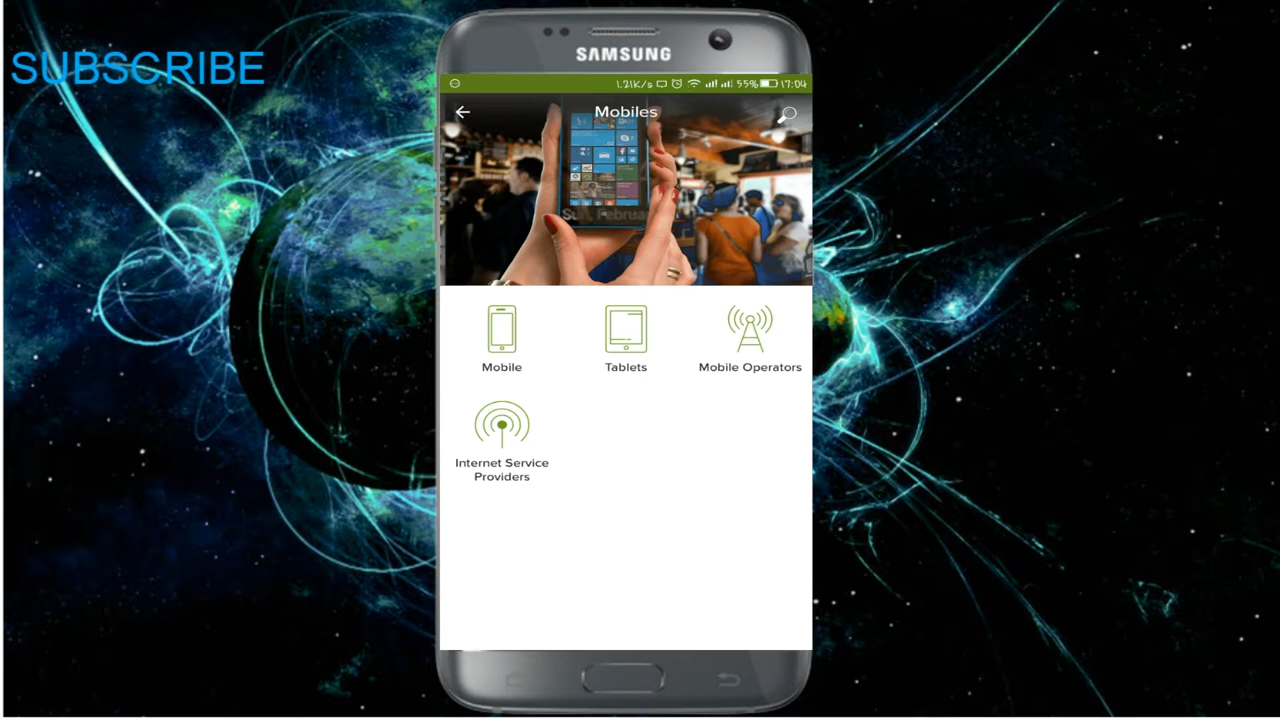 SUBSCRIBE
SAMSUNG
1.21K/s 55% 17:04
Mobiles
Mobile
Tablets
Mobile Operators
Internet Service
Providers